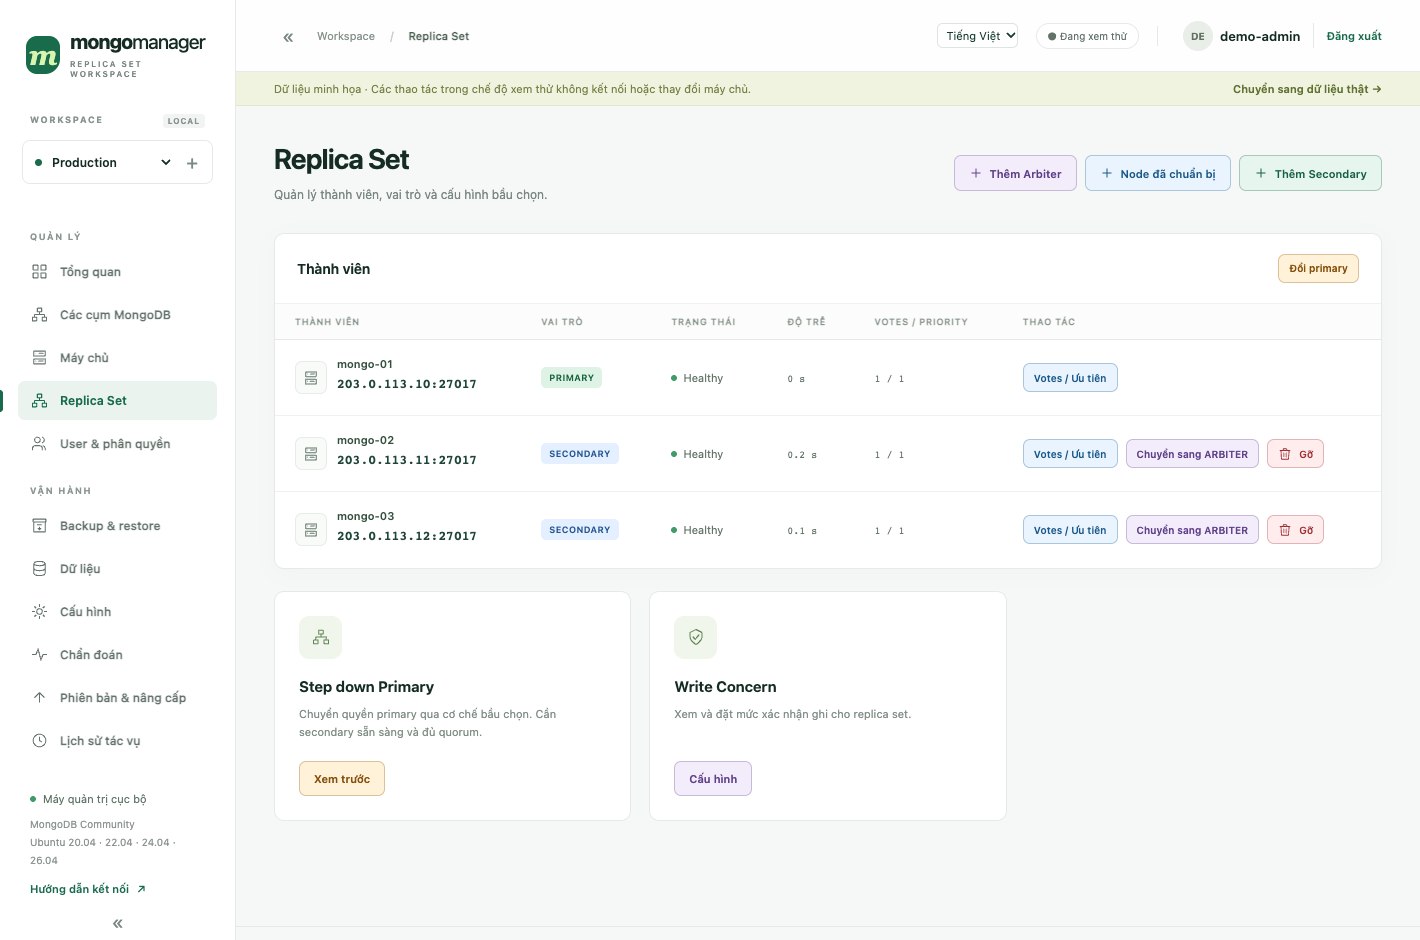 m mongomanager
REPLICA SET
WORKSPACE
WORKSPACE LOCAL
Production
QUẢN LÝ
Tổng quan
Các cụm MongoDB
Máy chủ
Replica Set
User & phân quyền
VẬN HÀNH
Backup & restore
Dữ liệu
Cấu hình
Chẩn đoán
Phiên bản & nâng cấp
Lịch sử tác vụ
Máy quản trị cục bộ
MongoDB Community
Ubuntu 20.04 · 22.04 · 24.04 ·
26.04
Hướng dẫn kết nối ↗
«
« Workspace / Replica Set
Tiếng Việt
Đang xem thử
DE demo-admin
Đăng xuất
Dữ liệu minh họa · Các thao tác trong chế độ xem thử không kết nối hoặc thay đổi máy chủ.
Chuyển sang dữ liệu thật →
Replica Set
Quản lý thành viên, vai trò và cấu hình bầu chọn.
+ Thêm Arbiter
+ Node đã chuẩn bị
+ Thêm Secondary
Thành viên
Đổi primary
THÀNH VIÊN VAI TRÒ TRẠNG THÁI ĐỘ TRỄ VOTES / PRIORITY THAO TÁC
mongo-01
203.0.113.10:27017 PRIMARY Healthy 0 s 1 / 1 Votes / Ưu tiên
mongo-02
203.0.113.11:27017 SECONDARY Healthy 0.2 s 1 / 1 Votes / Ưu tiên Chuyển sang ARBITER Gỡ
mongo-03
203.0.113.12:27017 SECONDARY Healthy 0.1 s 1 / 1 Votes / Ưu tiên Chuyển sang ARBITER Gỡ
Step down Primary
Chuyển quyền primary qua cơ chế bầu chọn. Cần
secondary sẵn sàng và đủ quorum.
Xem trước
Write Concern
Xem và đặt mức xác nhận ghi cho replica set.
Cấu hình